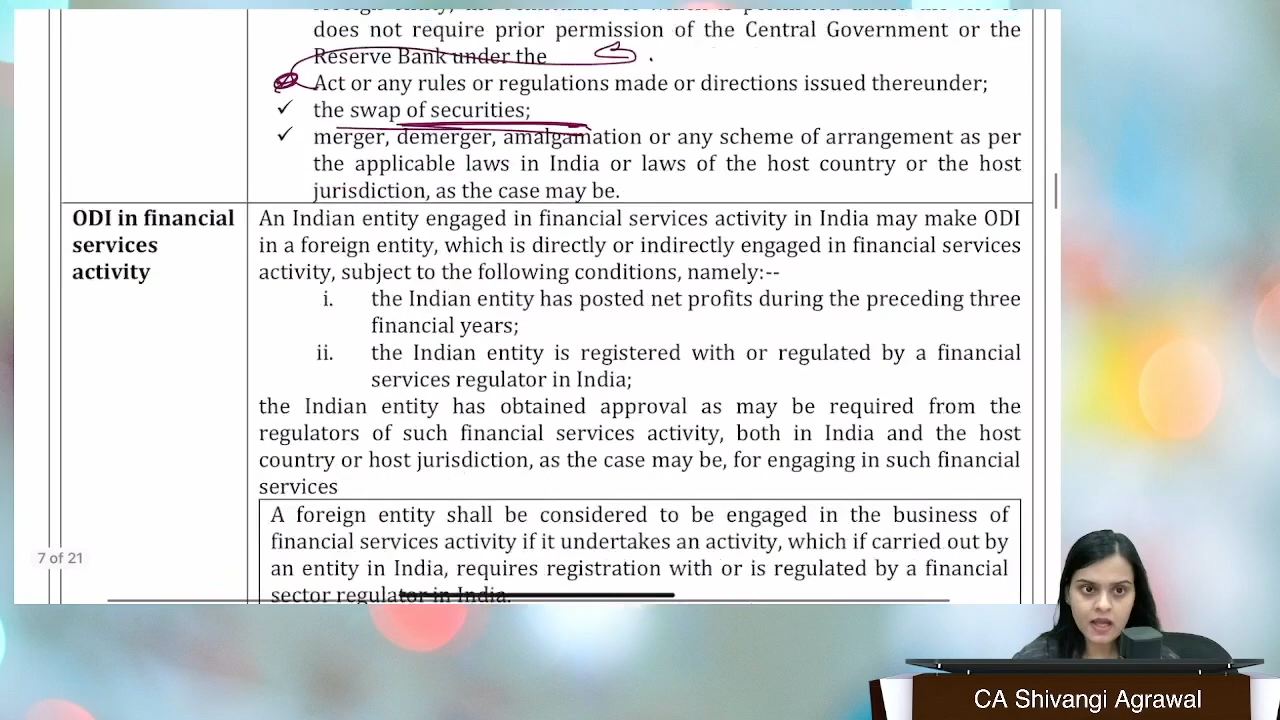 does not require prior permission of the Central Government or the
Reserve Bank under the
Act or any rules or regulations made or directions issued thereunder;
✓ the swap of securities;
✓ merger, demerger, amalgamation or any scheme of arrangement as per
the applicable laws in India or laws of the host country or the host
jurisdiction, as the case may be.
ODI in financial
services
activity
An Indian entity engaged in financial services activity in India may make ODI
in a foreign entity, which is directly or indirectly engaged in financial services
activity, subject to the following conditions, namely:--
i. the Indian entity has posted net profits during the preceding three
financial years;
ii. the Indian entity is registered with or regulated by a financial
services regulator in India;
the Indian entity has obtained approval as may be required from the
regulators of such financial services activity, both in India and the host
country or host jurisdiction, as the case may be, for engaging in such financial
services
A foreign entity shall be considered to be engaged in the business of
financial services activity if it undertakes an activity, which if carried out by
an entity in India, requires registration with or is regulated by a financial
sector regulator in India.
7 of 21
CA Shivangi Agrawal